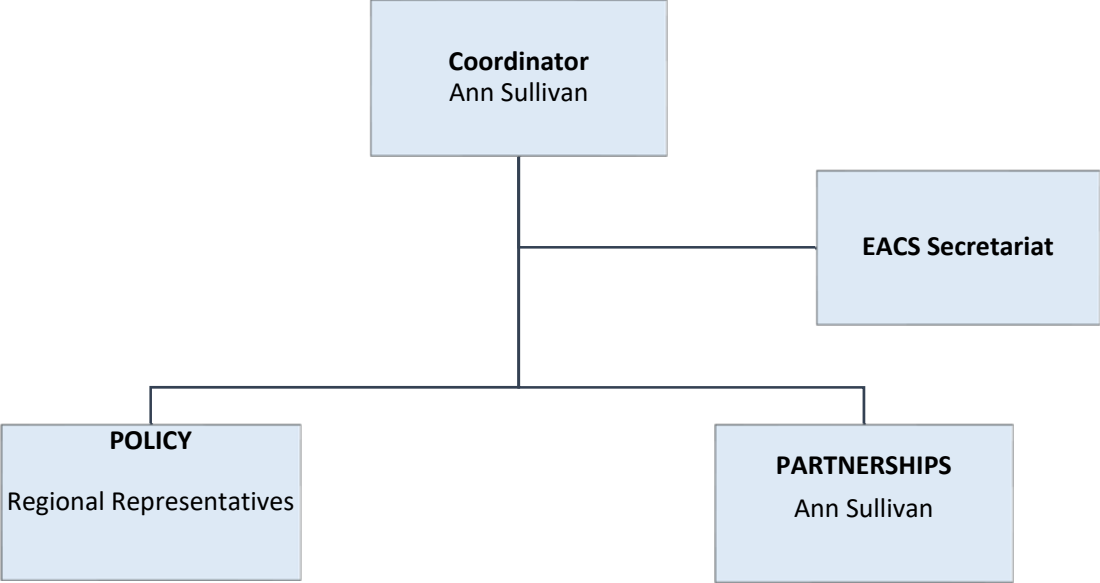 Coordinator
Ann Sullivan
EACS Secretariat
POLICY
Regional Representatives
PARTNERSHIPS
Ann Sullivan